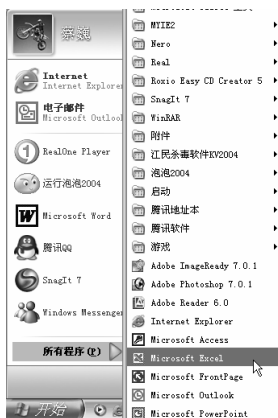 蔡巍
Internet
Internet Explorer
电子邮件
Microsoft Outlook
RealOne Player
运行泡泡2004
Microsoft Word
腾讯QQ
SnagIt 7
Windows Messenger
所有程序(P)
开始
MYIE2
Nero
Real
Roxio Easy CD Creator 5
SnagIt 7
WinRAR
附件
江民杀毒软件KV2004
泡泡2004
启动
腾讯地址本
腾讯软件
游戏
Adobe ImageReady 7.0.1
Adobe Photoshop 7.0.1
Adobe Reader 6.0
Internet Explorer
Microsoft Access
Microsoft Excel
Microsoft FrontPage
Microsoft Outlook
Microsoft PowerPoint